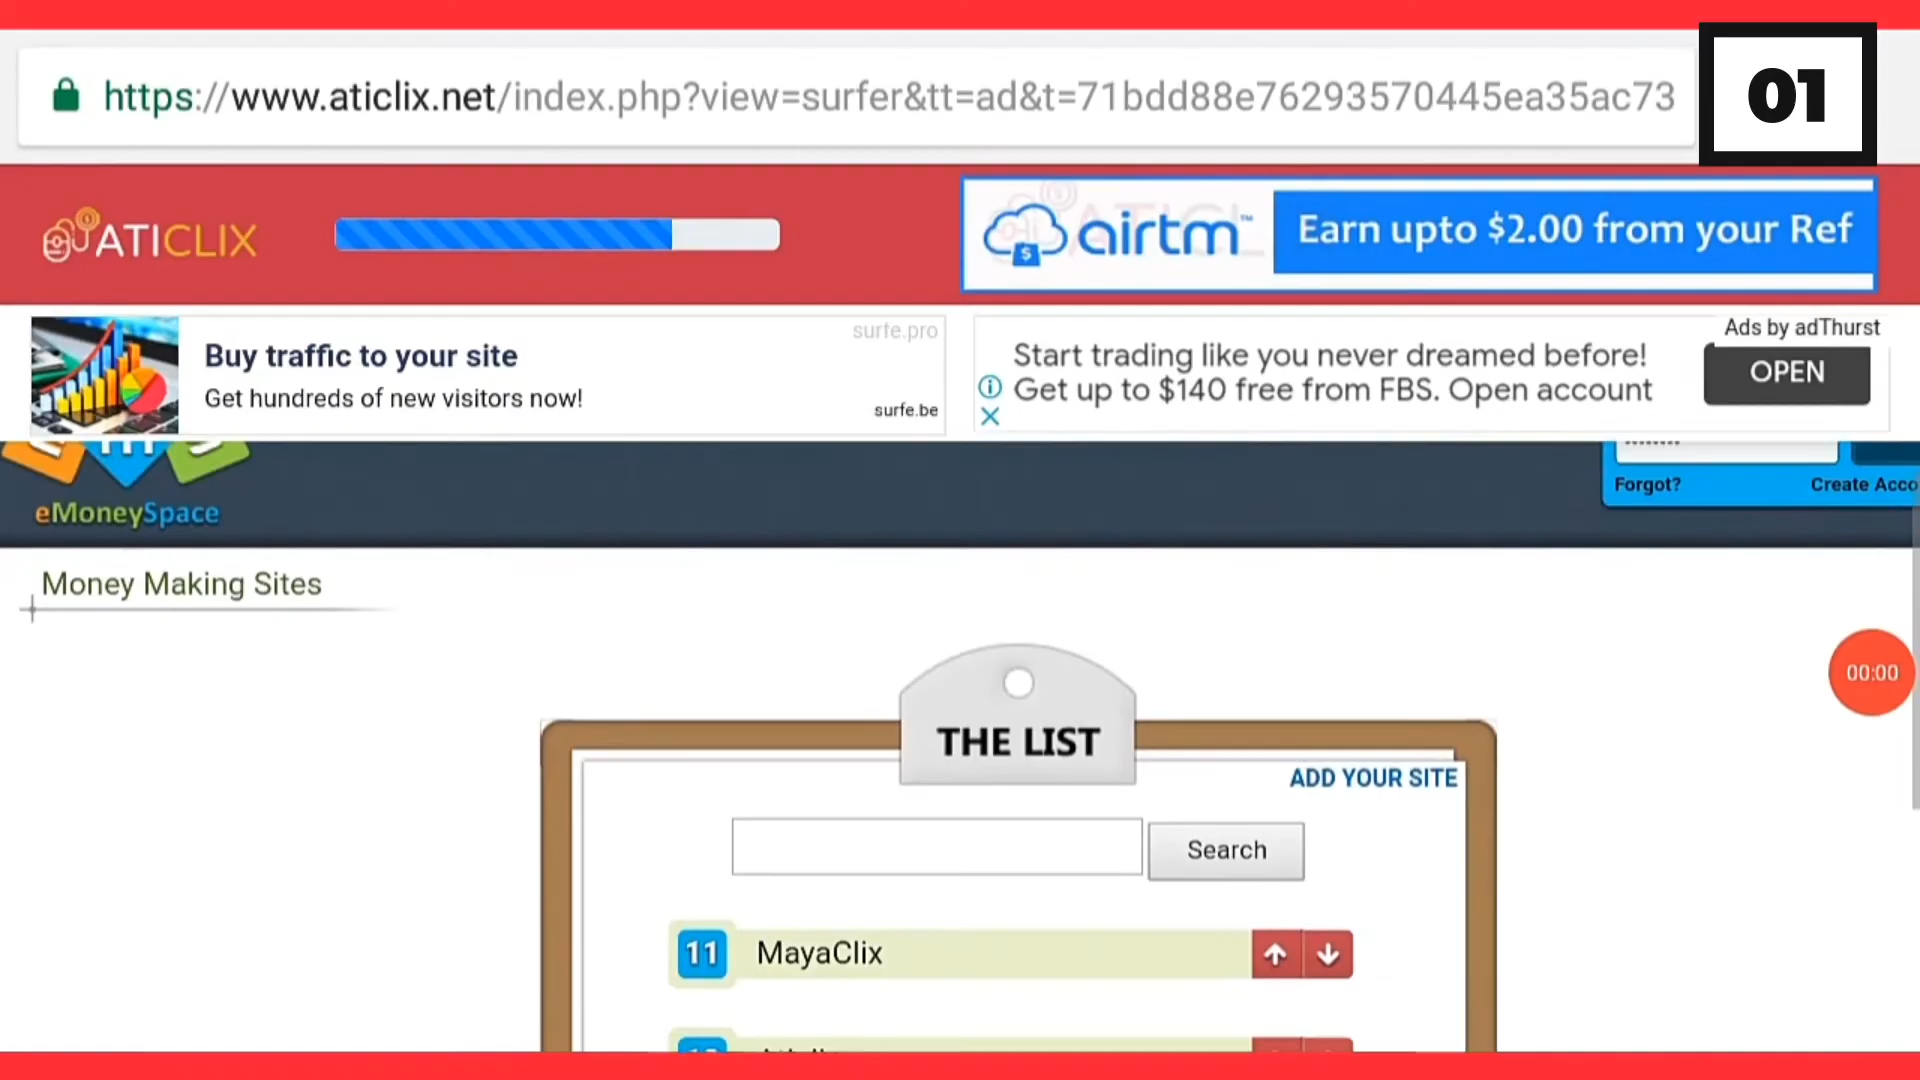 https://www.aticlix.net/index.php?view=surfer&tt=ad&t=71bdd88e76293570445ea35ac73
01
ATICLIX
airtm™
Earn upto $2.00 from your Ref
Buy traffic to your site
Get hundreds of new visitors now!
surfe.pro
surfe.be
Start trading like you never dreamed before!
Get up to $140 free from FBS. Open account
Ads by adThurst
OPEN
eMoneySpace
Forgot?
Create Acco
Money Making Sites
00:00
THE LIST
ADD YOUR SITE
Search
11 MayaClix